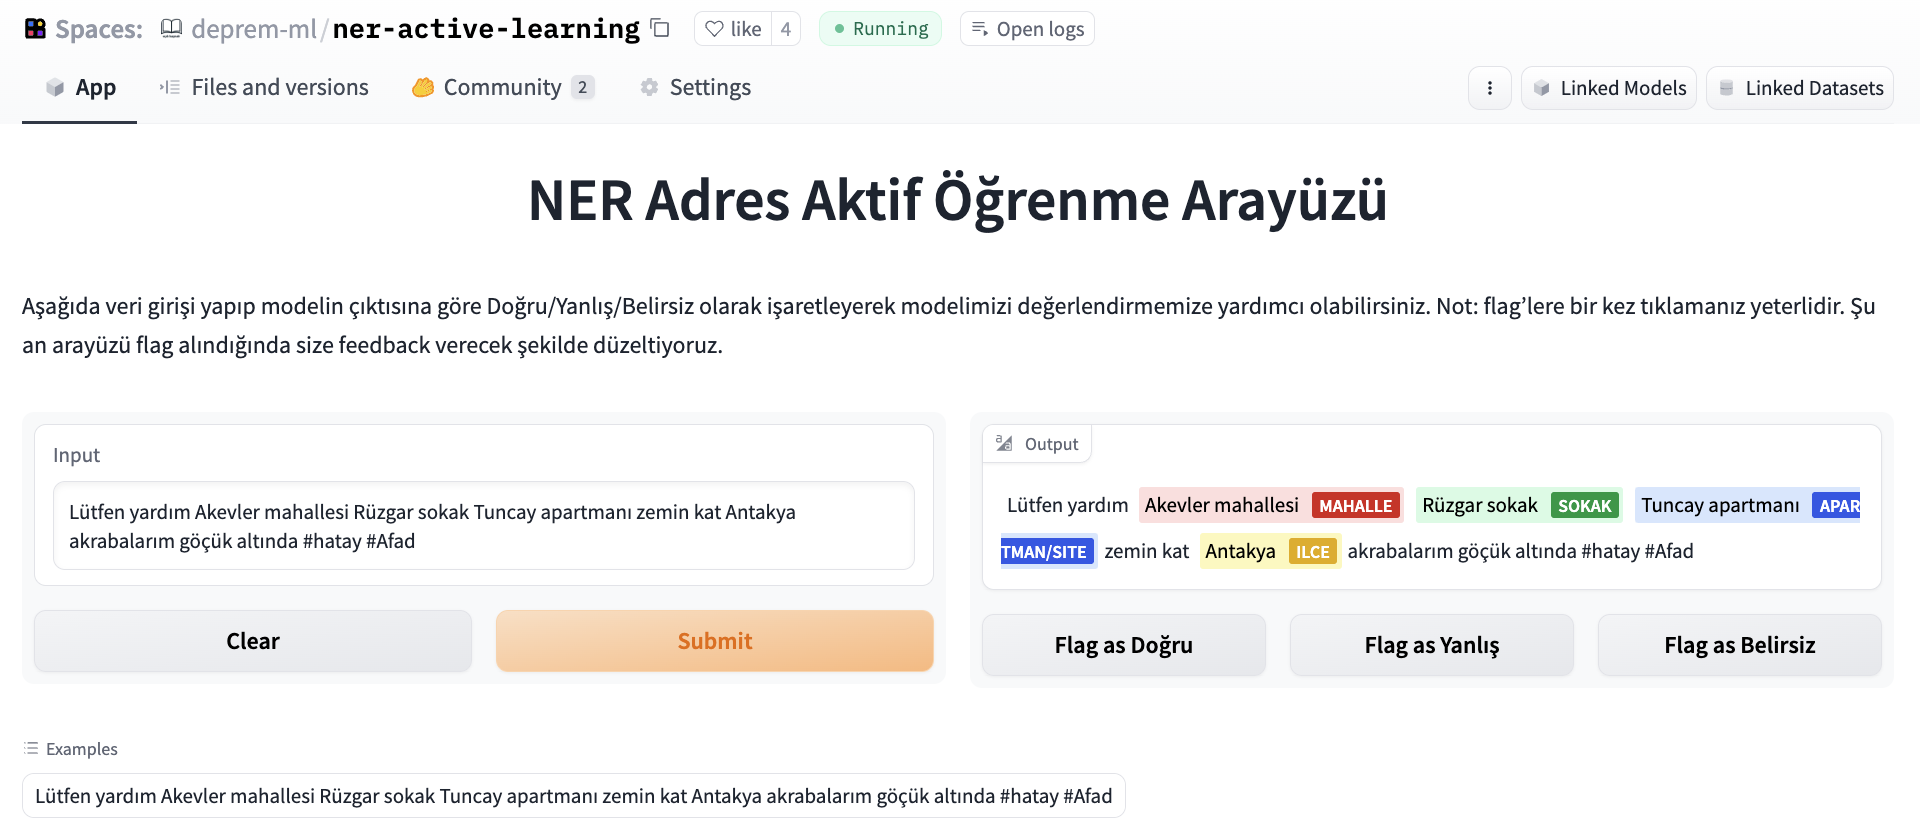 Spaces: deprem-ml/ner-active-learning like 4 Running Open logs
App Files and versions Community 2 Settings Linked Models Linked Datasets
NER Adres Aktif Öğrenme Arayüzü
Aşağıda veri girişi yapıp modelin çıktısına göre Doğru/Yanlış/Belirsiz olarak işaretleyerek modelimizi değerlendirmemize yardımcı olabilirsiniz. Not: flag’lere bir kez tıklamanız yeterlidir. Şu
an arayüzü flag alındığında size feedback verecek şekilde düzeltiyoruz.
Input
Lütfen yardım Akevler mahallesi Rüzgar sokak Tuncay apartmanı zemin kat Antakya
akrabalarım göçük altında #hatay #Afad
Clear Submit
Output
Lütfen yardım Akevler mahallesi MAHALLE Rüzgar sokak SOKAK Tuncay apartmanı APAR
TMAN/SITE zemin kat Antakya ILCE akrabalarım göçük altında #hatay #Afad
Flag as Doğru Flag as Yanlış Flag as Belirsiz
Examples
Lütfen yardım Akevler mahallesi Rüzgar sokak Tuncay apartmanı zemin kat Antakya akrabalarım göçük altında #hatay #Afad